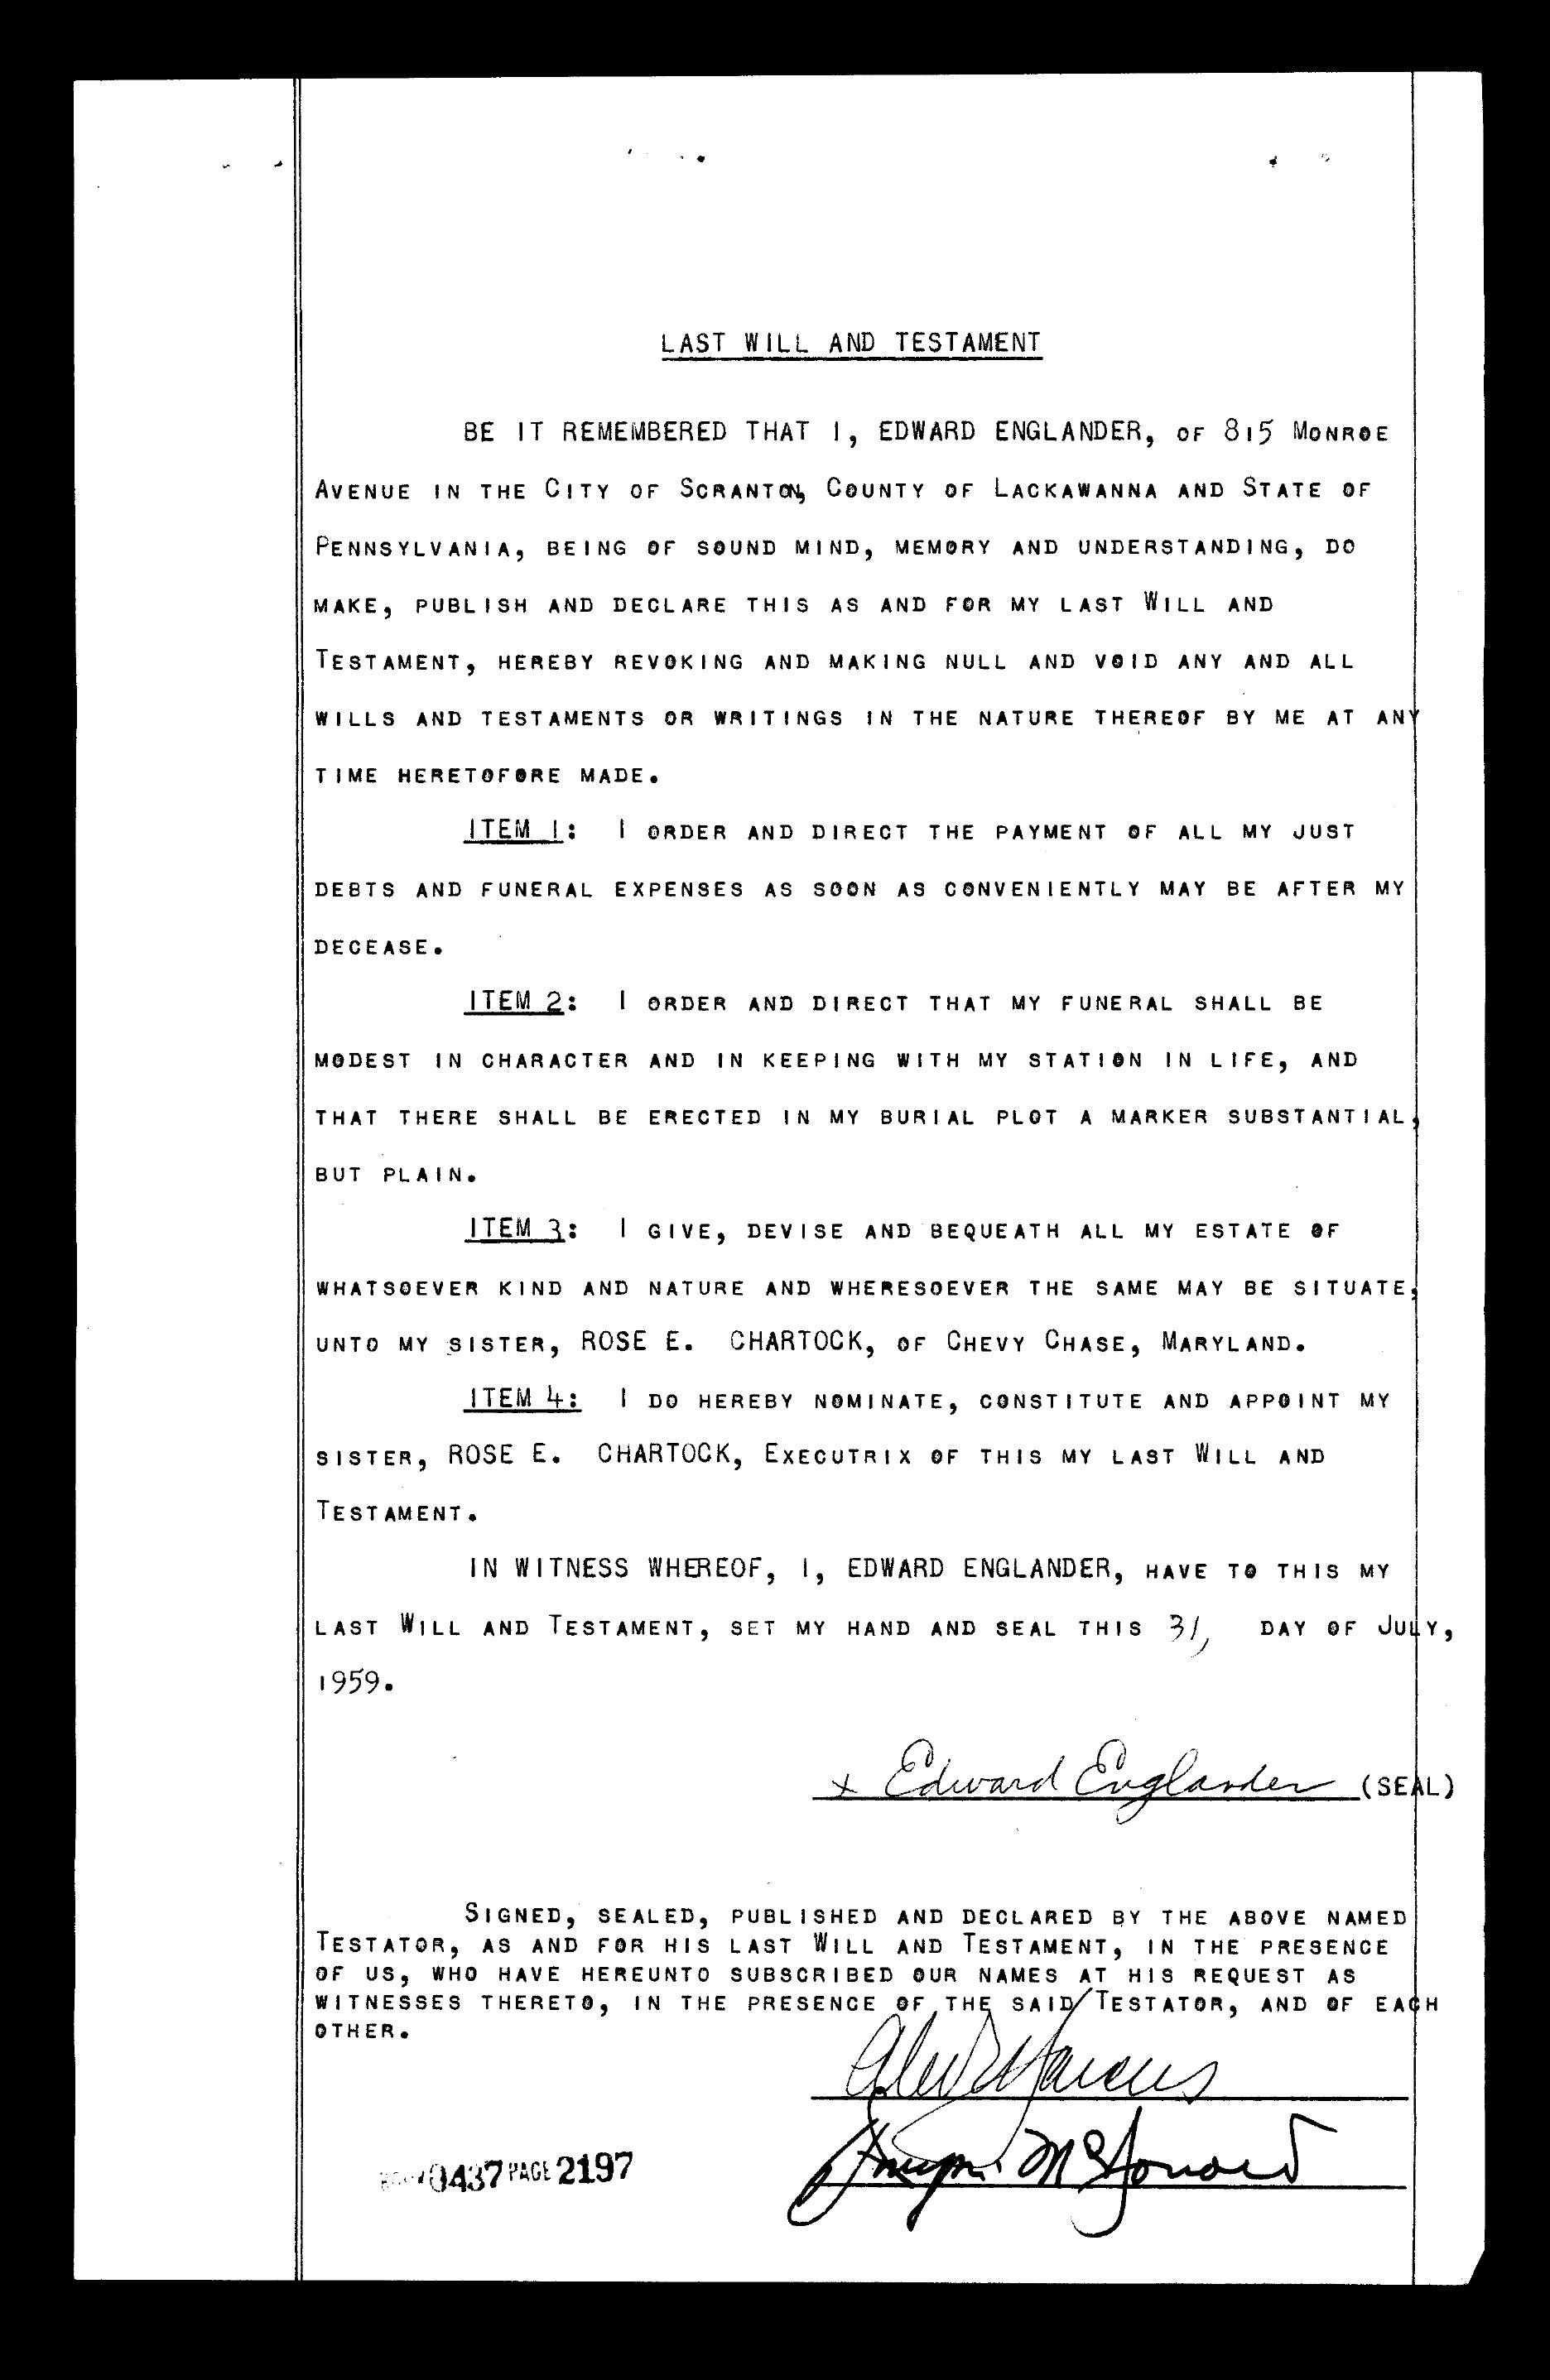 LAST WILL AND TESTAMENT
BE IT REMEMBERED THAT I, EDWARD ENGLANDER, OF 815 MONROE
AVENUE IN THE CITY OF SCRANTON, COUNTY OF LACKAWANNA AND STATE OF
PENNSYLVANIA, BEING OF SOUND MIND, MEMORY AND UNDERSTANDING, DO
MAKE, PUBLISH AND DECLARE THIS AS AND FOR MY LAST WILL AND
TESTAMENT, HEREBY REVOKING AND MAKING NULL AND VOID ANY AND ALL
WILLS AND TESTAMENTS OR WRITINGS IN THE NATURE THEREOF BY ME AT ANY
TIME HERETOFORE MADE.
ITEM 1: I ORDER AND DIRECT THE PAYMENT OF ALL MY JUST
DEBTS AND FUNERAL EXPENSES AS SOON AS CONVENIENTLY MAY BE AFTER MY
DECEASE.
ITEM 2: I ORDER AND DIRECT THAT MY FUNERAL SHALL BE
MODEST IN CHARACTER AND IN KEEPING WITH MY STATION IN LIFE, AND
THAT THERE SHALL BE ERECTED IN MY BURIAL PLOT A MARKER SUBSTANTIAL,
BUT PLAIN.
ITEM 3: I GIVE, DEVISE AND BEQUEATH ALL MY ESTATE OF
WHATSOEVER KIND AND NATURE AND WHERESOEVER THE SAME MAY BE SITUATE,
UNTO MY SISTER, ROSE E. CHARTOCK, OF CHEVY CHASE, MARYLAND.
ITEM 4: I DO HEREBY NOMINATE, CONSTITUTE AND APPOINT MY
SISTER, ROSE E. CHARTOCK, EXECUTRIX OF THIS MY LAST WILL AND
TESTAMENT.
IN WITNESS WHEREOF, I, EDWARD ENGLANDER, HAVE TO THIS MY
LAST WILL AND TESTAMENT, SET MY HAND AND SEAL THIS 31, DAY OF JULY,
1959.
x Edward Englander (SEAL)
SIGNED, SEALED, PUBLISHED AND DECLARED BY THE ABOVE NAMED
TESTATOR, AS AND FOR HIS LAST WILL AND TESTAMENT, IN THE PRESENCE
OF US, WHO HAVE HEREUNTO SUBSCRIBED OUR NAMES AT HIS REQUEST AS
WITNESSES THERETO, IN THE PRESENCE OF THE SAID TESTATOR, AND OF EACH
OTHER.
Marcus
0437 PAGE 2197